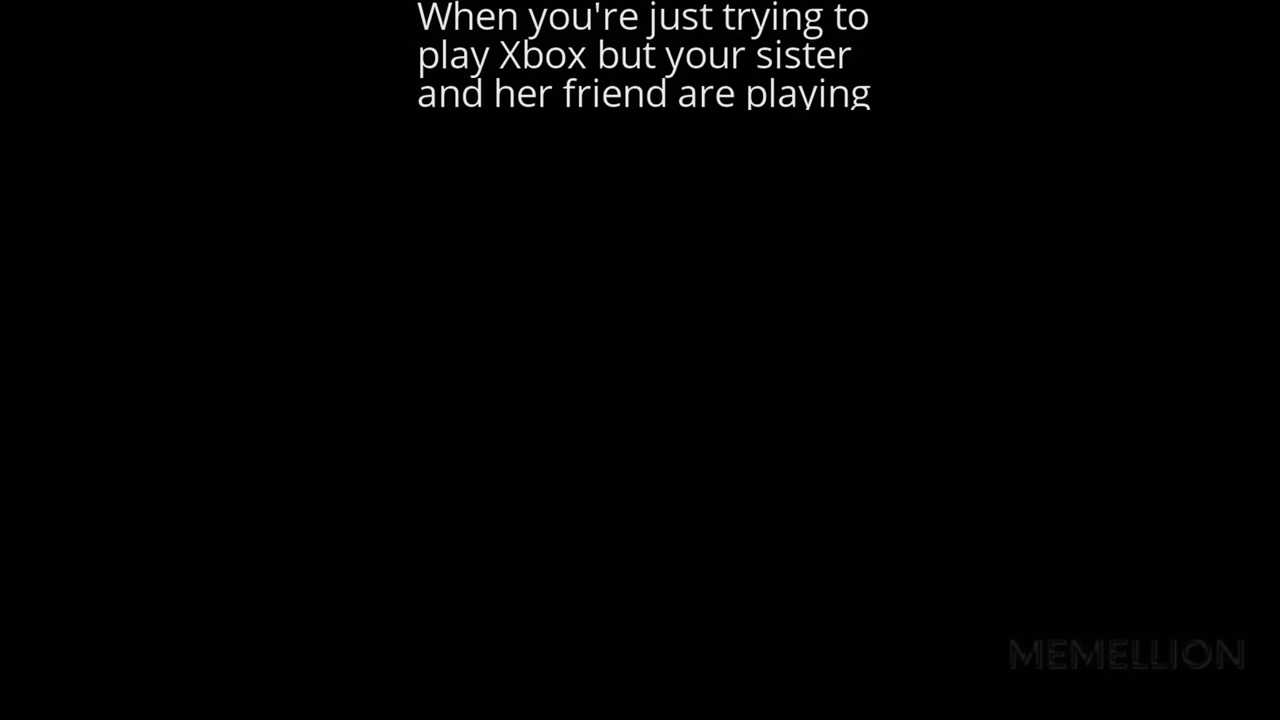 When you're just trying to
play Xbox but your sister
and her friend are playing
MEMELLION